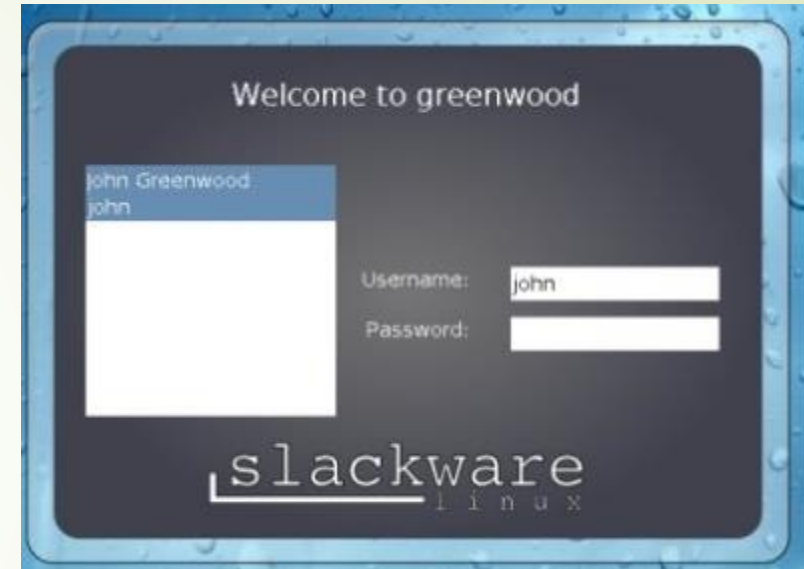 Welcome to greenwood
John Greenwood
john
Username: john
Password:
slackware
linux